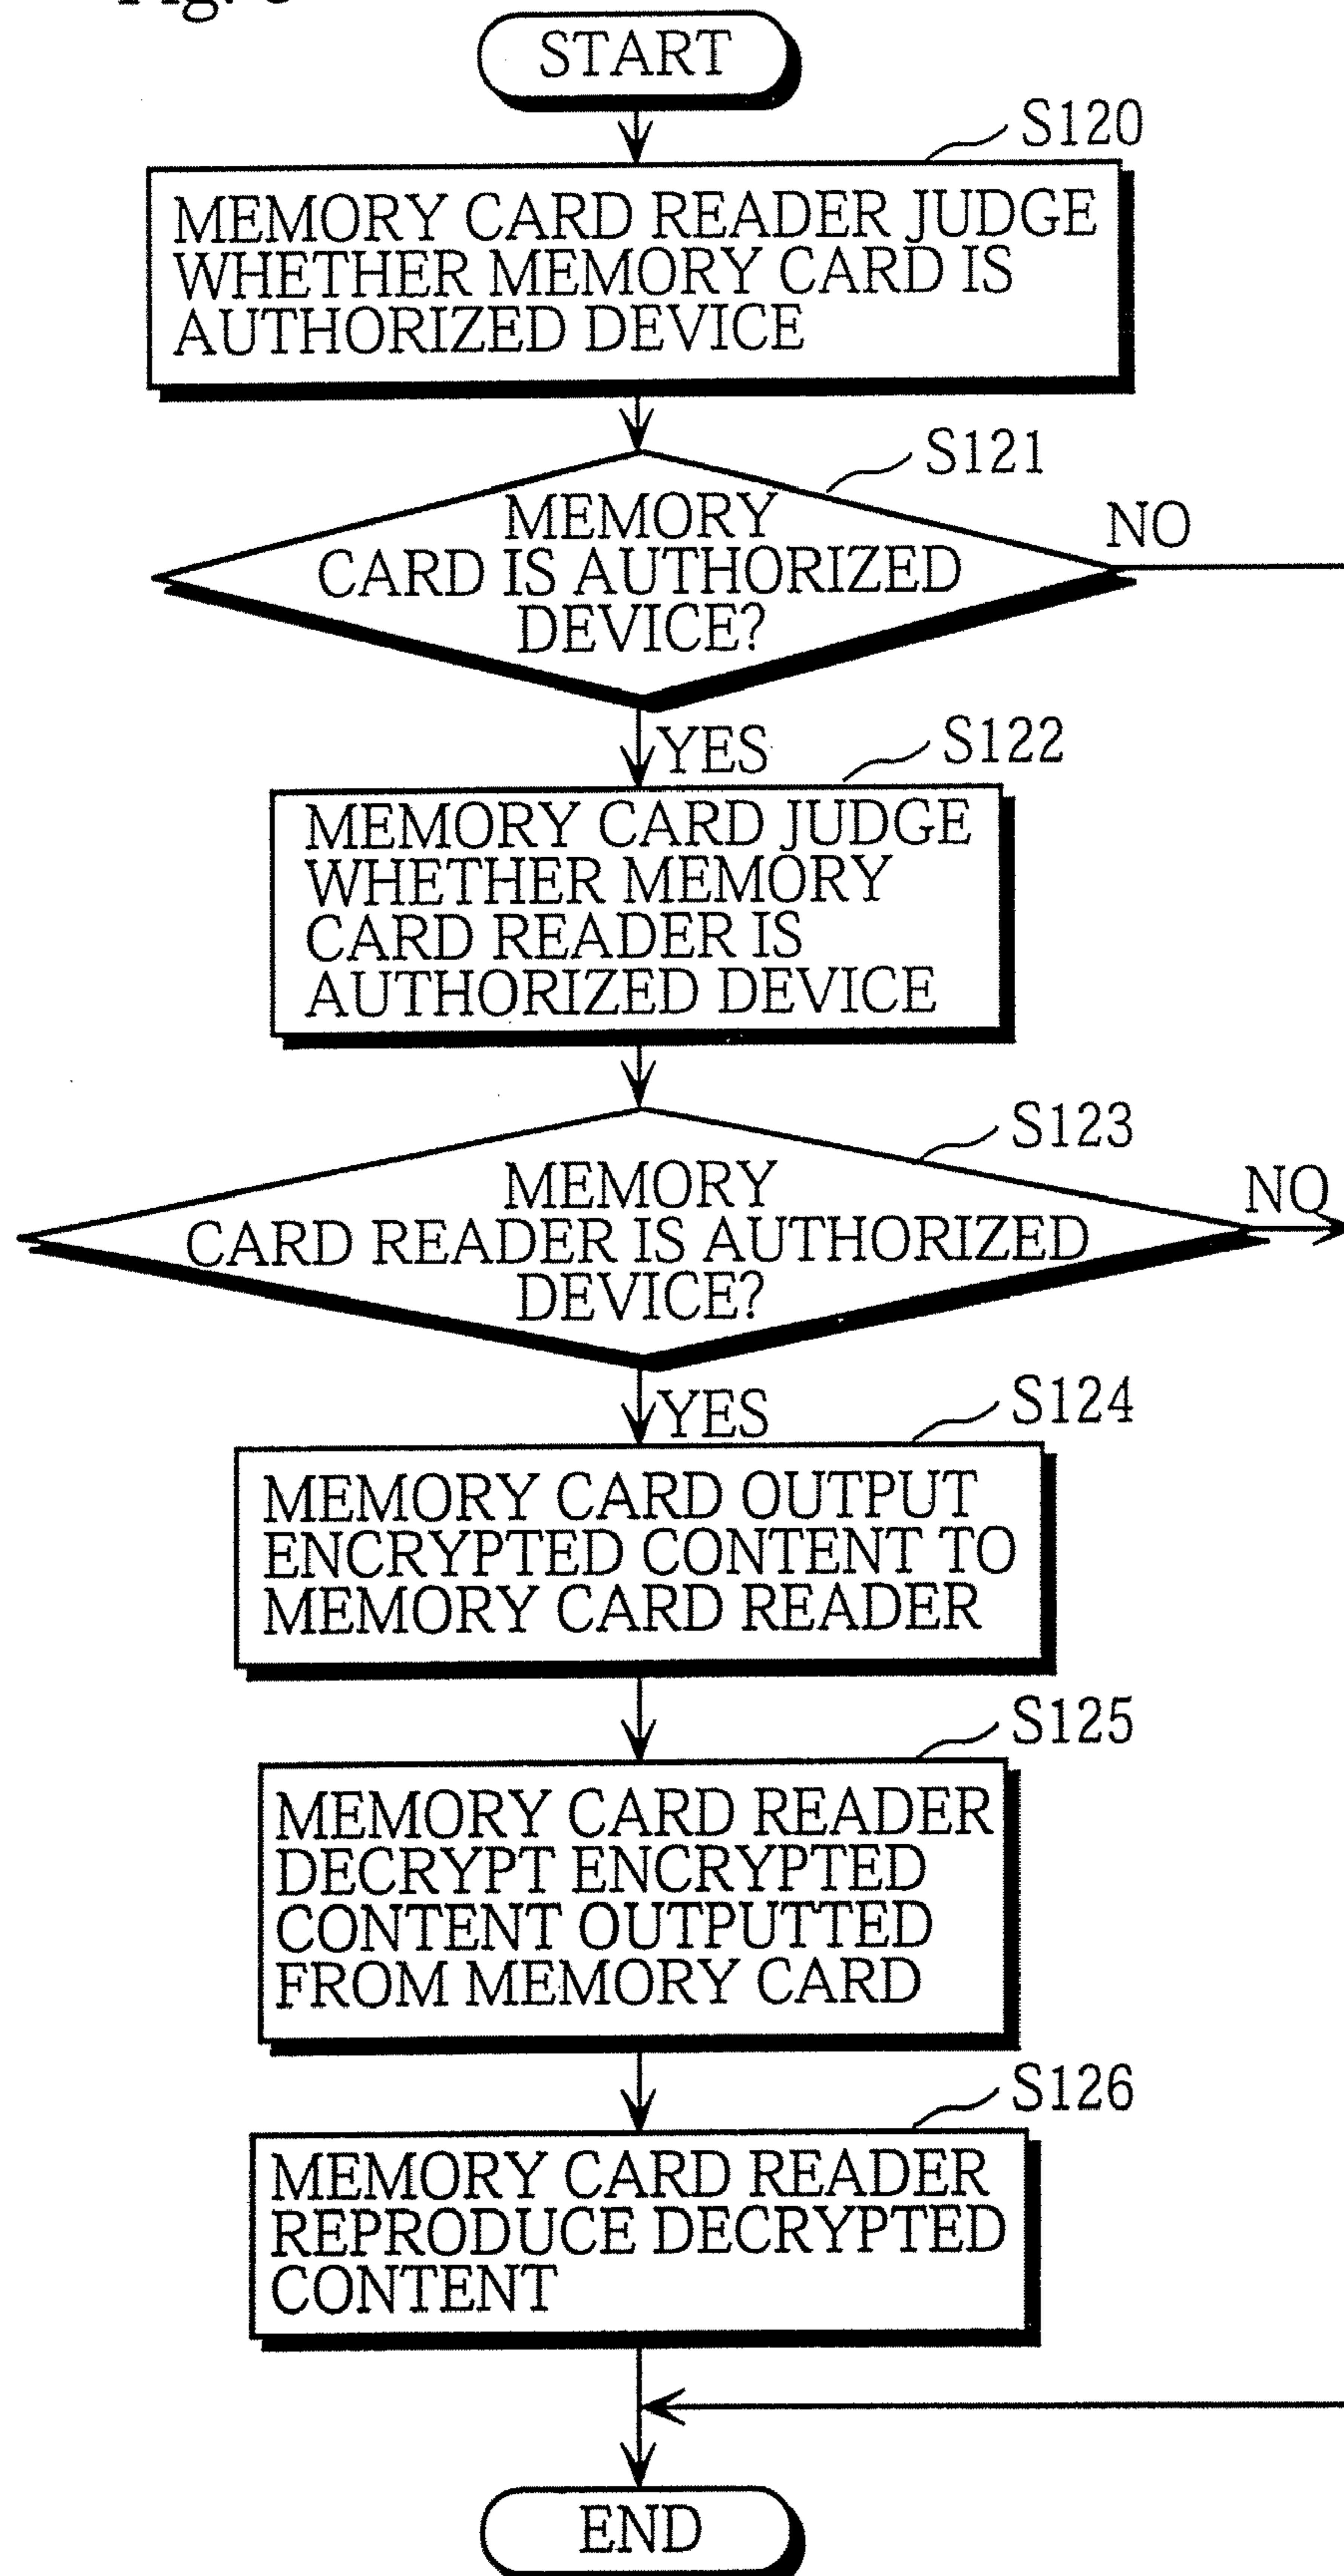 START
S120
MEMORY CARD READER JUDGE
WHETHER MEMORY CARD IS
AUTHORIZED DEVICE
S121
MEMORY
CARD IS AUTHORIZED
DEVICE?
NO
YES
S122
MEMORY CARD JUDGE
WHETHER MEMORY
CARD READER IS
AUTHORIZED DEVICE
S123
MEMORY
CARD READER IS AUTHORIZED
DEVICE?
NO
YES
S124
MEMORY CARD OUTPUT
ENCRYPTED CONTENT TO
MEMORY CARD READER
S125
MEMORY CARD READER
DECRYPT ENCRYPTED
CONTENT OUTPUTTED
FROM MEMORY CARD
S126
MEMORY CARD READER
REPRODUCE DECRYPTED
CONTENT
END